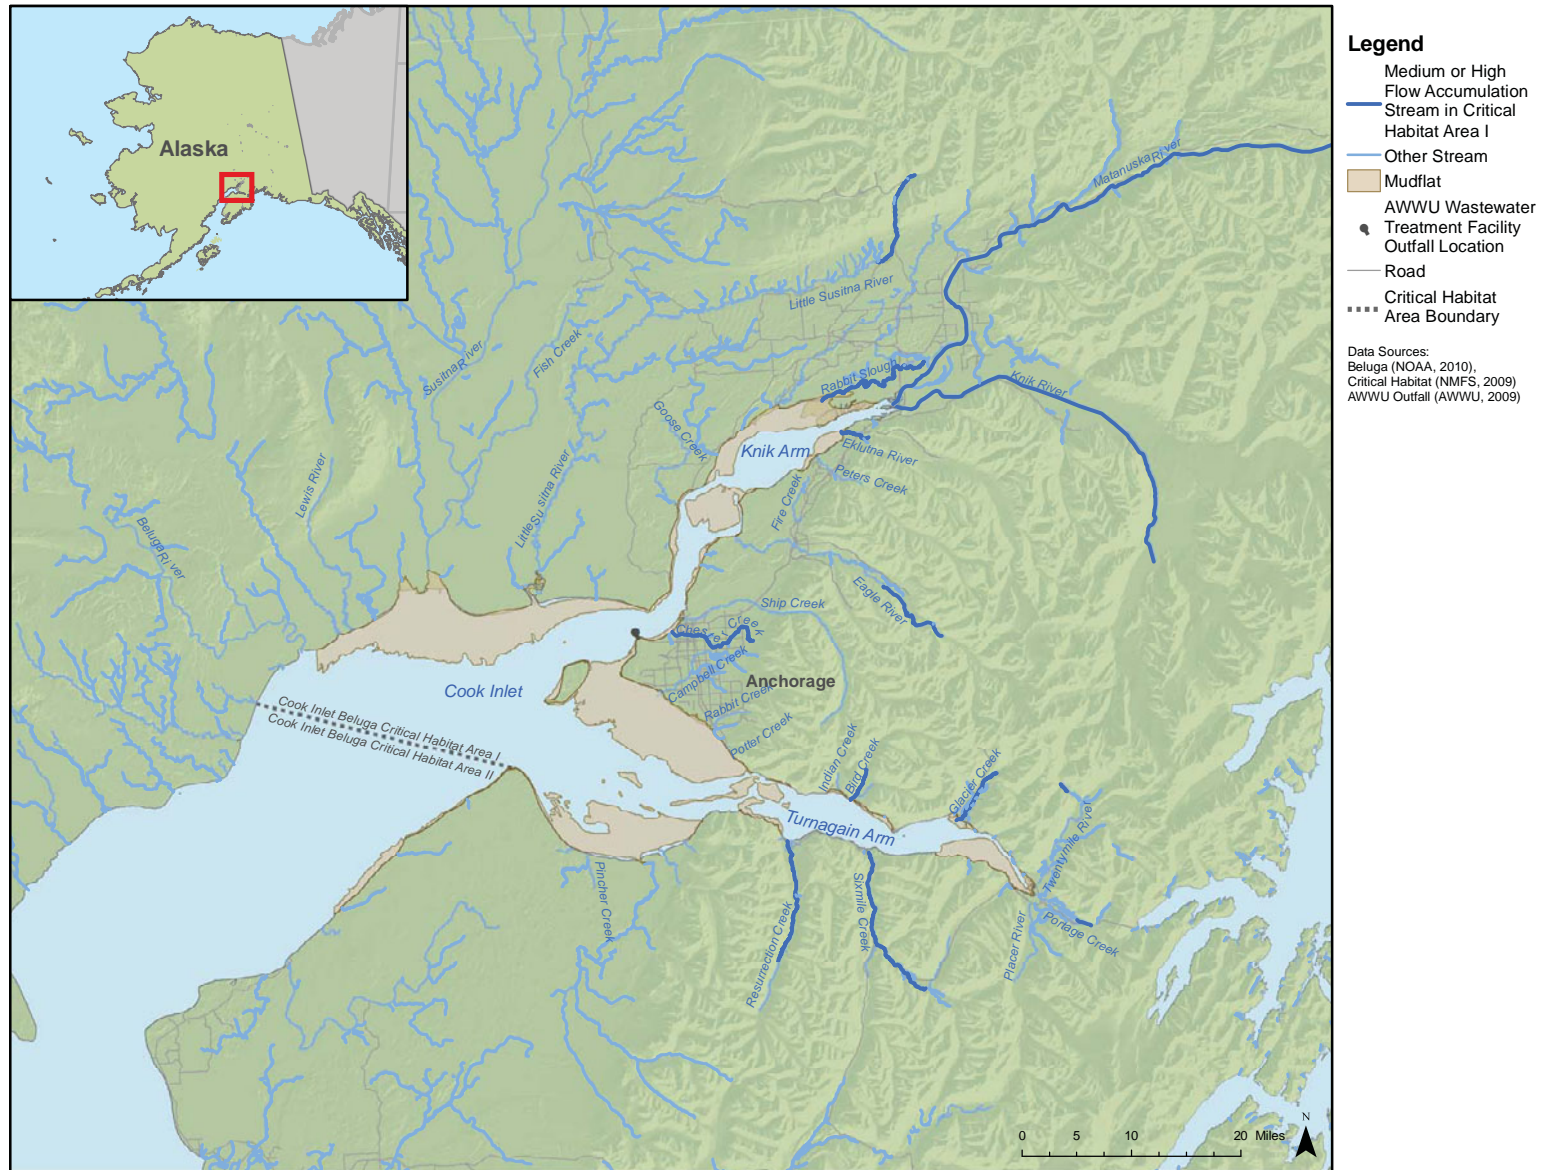 Alaska
Legend
Medium or High
Flow Accumulation
Stream in Critical
Habitat Area I
Other Stream
Mudflat
AWWU Wastewater
Treatment Facility
Outfall Location
Road
Critical Habitat
Area Boundary
Data Sources:
Beluga (NOAA, 2010),
Critical Habitat (NMFS, 2009)
AWWU Outfall (AWWU, 2009)
Matanuska River
Little Susitna River
Fish Creek
Susitna River
Rabbit Slough
Knik River
Goose Creek
Knik Arm
Eklutna River
Peters Creek
Fire Creek
Lewis River
Little Susitna River
Beluga River
Eagle River
Ship Creek
Chester Creek
Campbell Creek
Anchorage
Rabbit Creek
Potter Creek
Cook Inlet
Cook Inlet Beluga Critical Habitat Area I
Cook Inlet Beluga Critical Habitat Area II
Indian Creek
Bird Creek
Glacier Creek
Turnagain Arm
Twentymile River
Pincher Creek
Resurrection Creek
Sixmile Creek
Placer River
Portage Creek
N
0 5 10 20 Miles